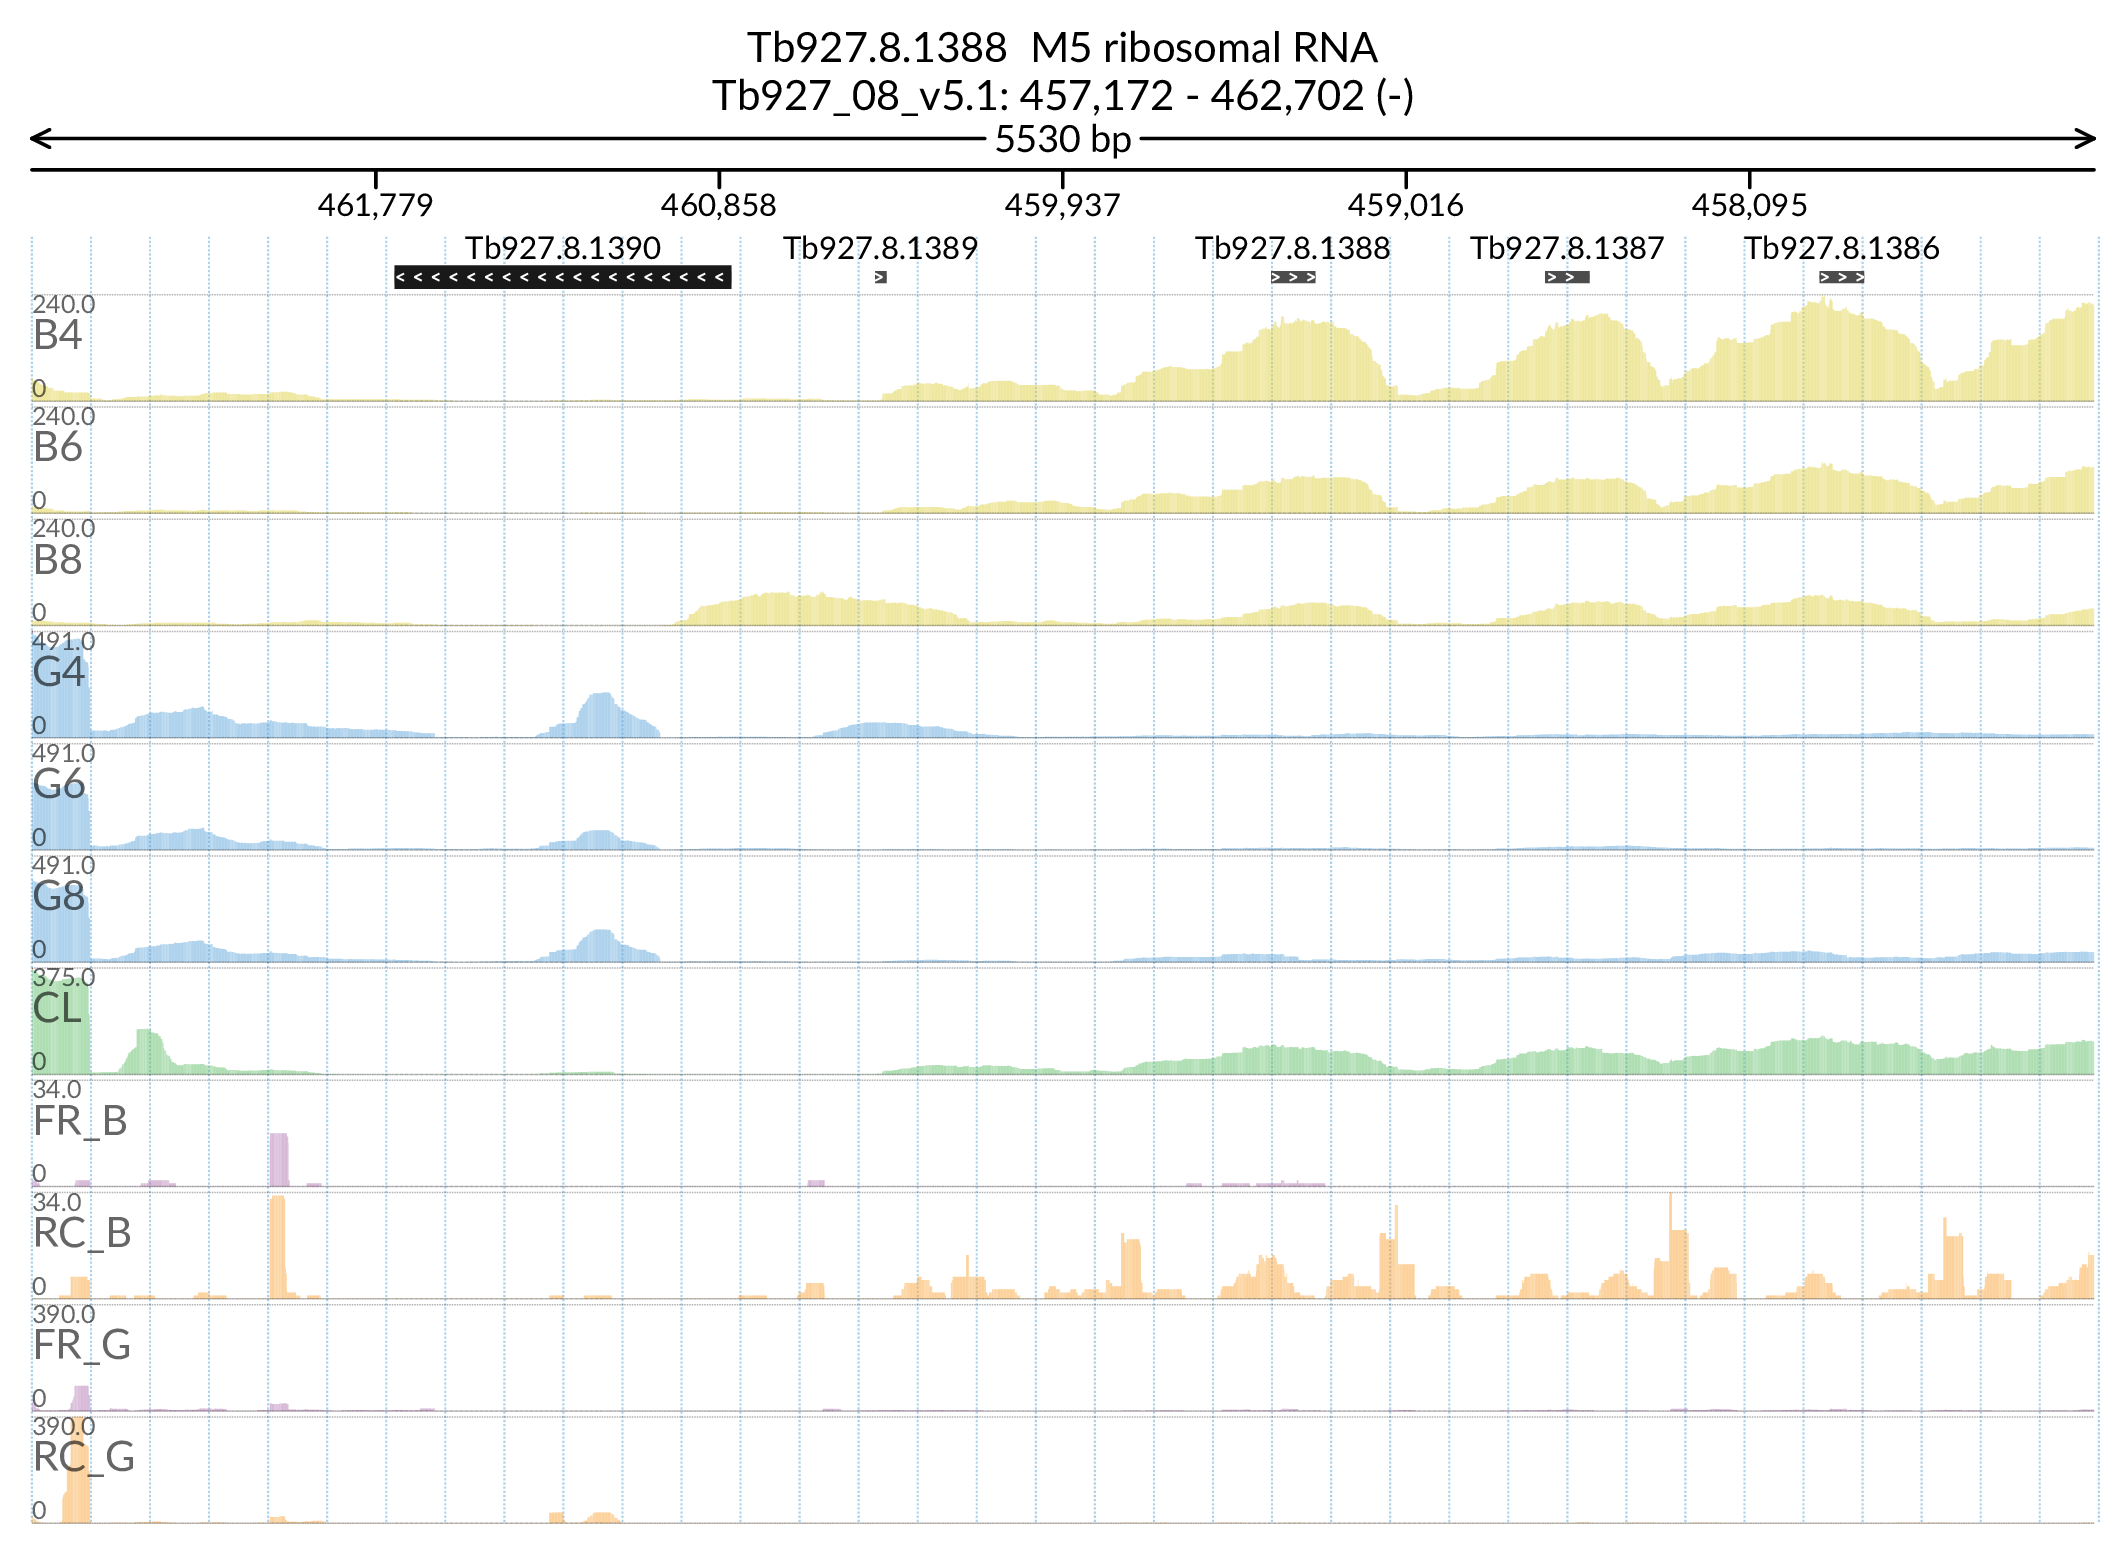 Tb927.8.1388  M5 ribosomal RNA
Tb927_08_v5.1: 457,172 - 462,702 (-)
5530 bp
461,779 460,858 459,937 459,016 458,095
Tb927.8.1390 Tb927.8.1389 Tb927.8.1388 Tb927.8.1387 Tb927.8.1386
240.0
B4
0
240.0
B6
0
240.0
B8
0
491.0
G4
0
491.0
G6
0
491.0
G8
0
375.0
CL
0
34.0
FR_B
0
34.0
RC_B
0
390.0
FR_G
0
390.0
RC_G
0